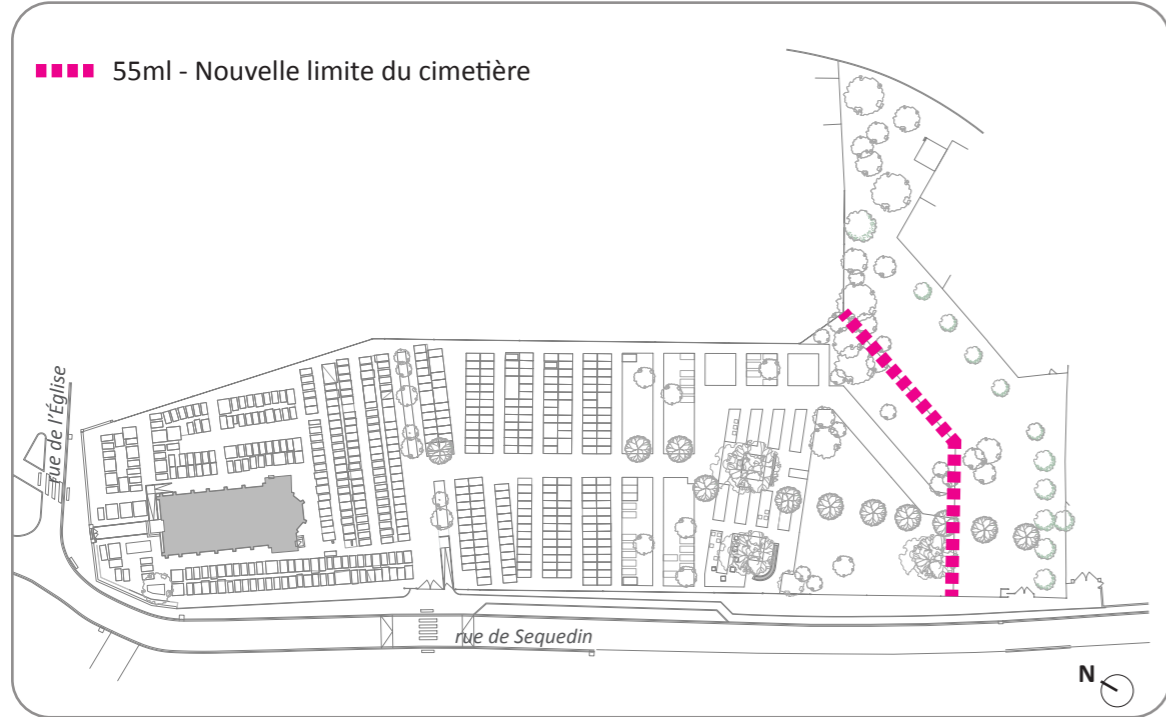 55ml - Nouvelle limite du cimetière
rue de l'Église
rue de Sequedin
N